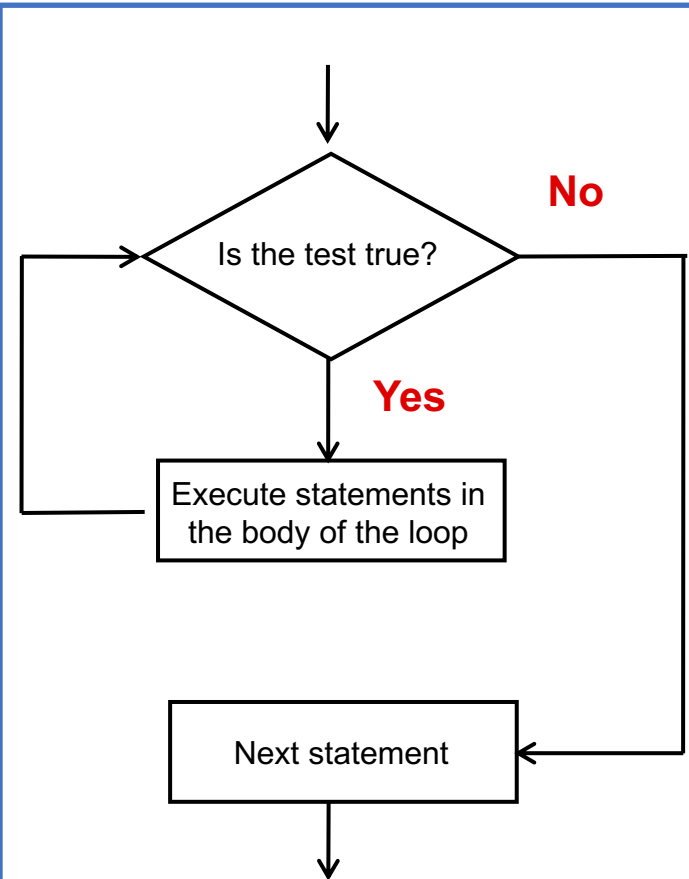 No
Is the test true?
Yes
Execute statements in
the body of the loop
Next statement